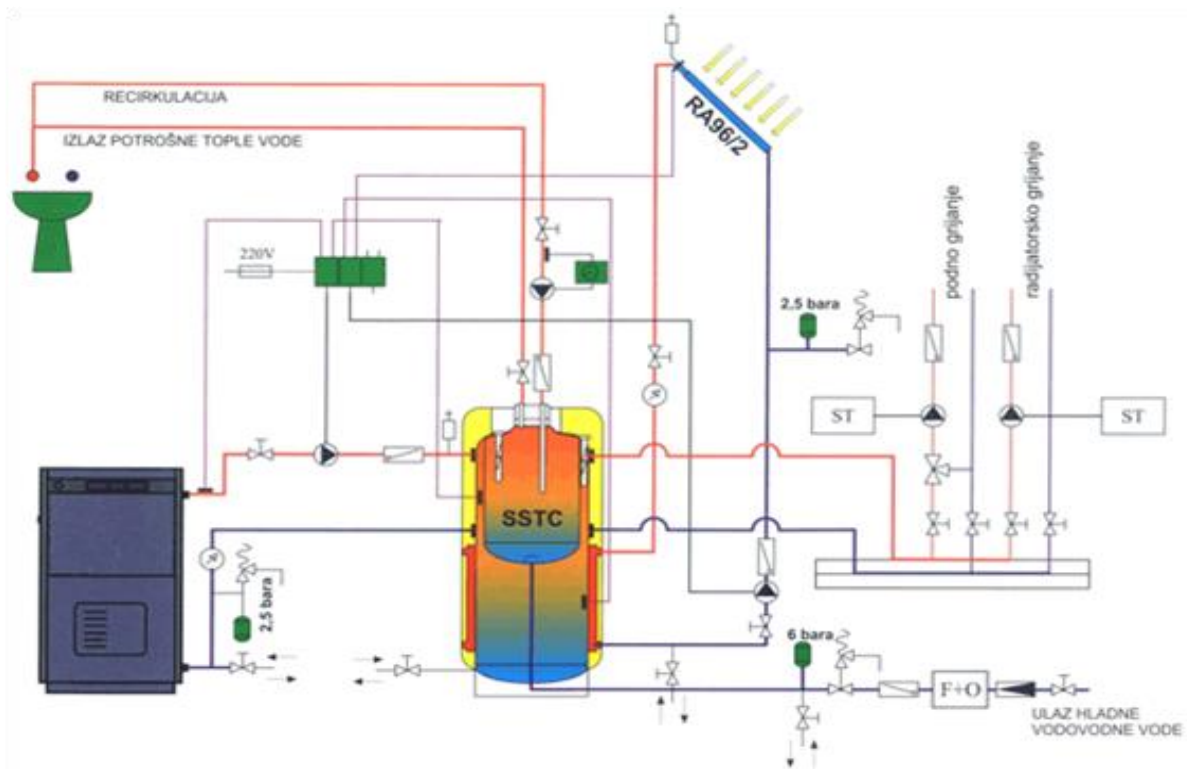 RECIRKULACIJA
IZLAZ POTROŠNE TOPLE VODE
RA96/2
220V
podno grijanje
radijatorsko grijanje
2,5 bara
ST
ST
SSTC
2,5 bara
6 bara
F+O
ULAZ HLADNE
VODOVODNE VODE